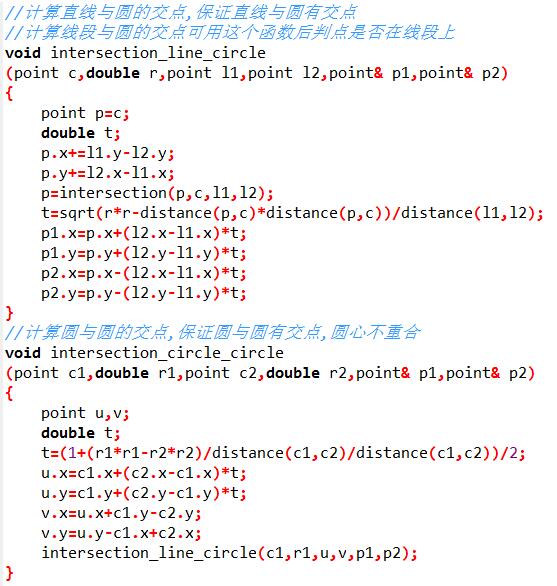 //计算直线与圆的交点,保证直线与圆有交点
//计算线段与圆的交点可用这个函数后判点是否在线段上
void intersection_line_circle
(point c,double r,point l1,point l2,point& p1,point& p2)
{
point p=c;
double t;
p.x+=l1.y-l2.y;
p.y+=l2.x-l1.x;
p=intersection(p,c,l1,l2);
t=sqrt(r*r-distance(p,c)*distance(p,c))/distance(l1,l2);
p1.x=p.x+(l2.x-l1.x)*t;
p1.y=p.y+(l2.y-l1.y)*t;
p2.x=p.x-(l2.x-l1.x)*t;
p2.y=p.y-(l2.y-l1.y)*t;
}
//计算圆与圆的交点,保证圆与圆有交点,圆心不重合
void intersection_circle_circle
(point c1,double r1,point c2,double r2,point& p1,point& p2)
{
point u,v;
double t;
t=(1+(r1*r1-r2*r2)/distance(c1,c2)/distance(c1,c2))/2;
u.x=c1.x+(c2.x-c1.x)*t;
u.y=c1.y+(c2.y-c1.y)*t;
v.x=u.x+c1.y-c2.y;
v.y=u.y-c1.x+c2.x;
intersection_line_circle(c1,r1,u,v,p1,p2);
}